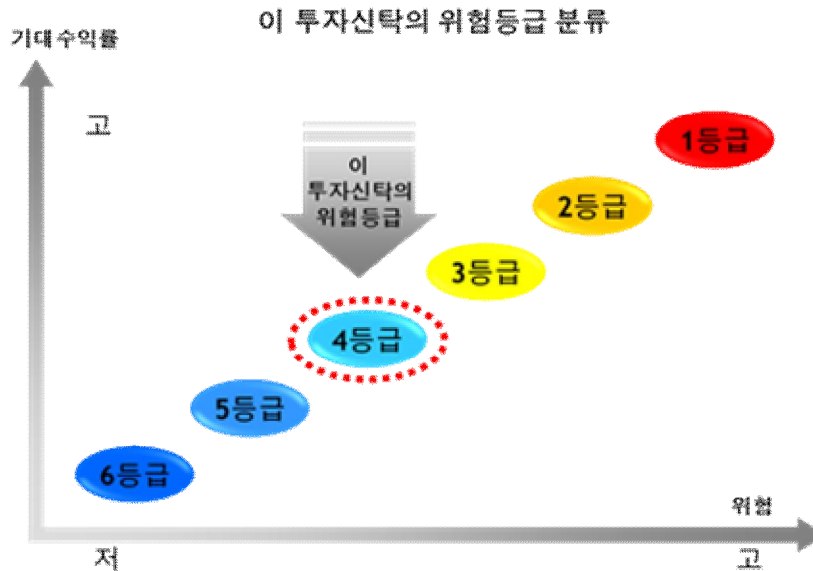 이 투자신탁의 위험등급 분류
기대 수익률
고
이
투자신탁의
위험등급
1등급
2등급
3등급
4등급
5등급
6등급
위험
저
고